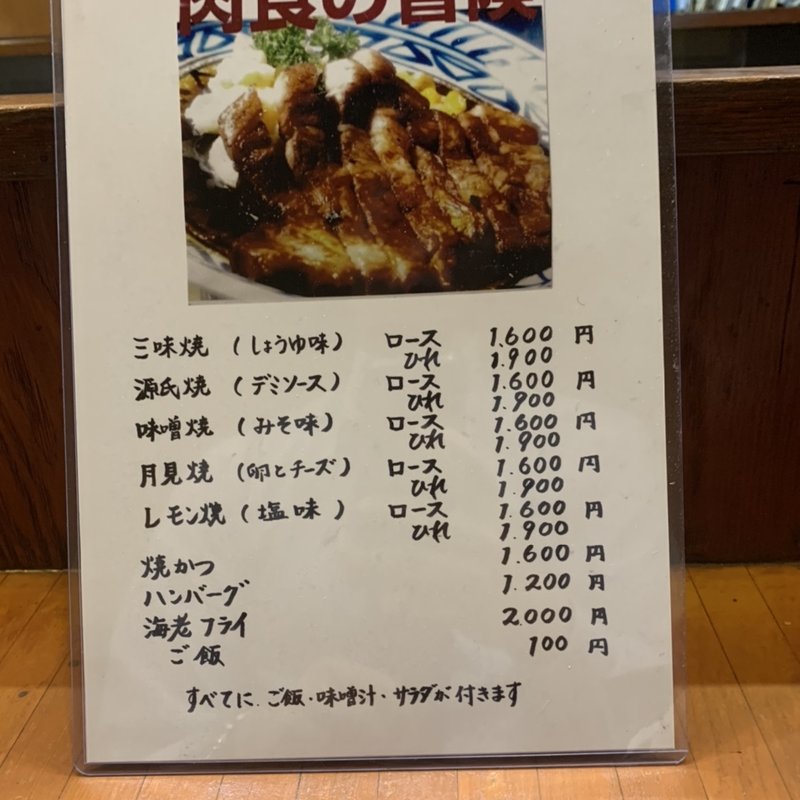 肉食の冒険
三味焼 (しょうゆ味) ロース 1.600 円
ひれ 1.900
源氏焼 (デミソース) ロース 1.600 円
ひれ 1.900
味噌焼 (みそ味) ロース 1.600 円
ひれ 1.900
月見焼 (卵とチーズ) ロース 1.600 円
ひれ 1.900
レモン焼 (塩味) ロース 1.600 円
ひれ 1.900
焼かつ 1.600 円
ハンバーグ 1.200 円
海老フライ 2.000 円
ご飯 100 円
すべてに、ご飯・味噌汁・サラダが付きます